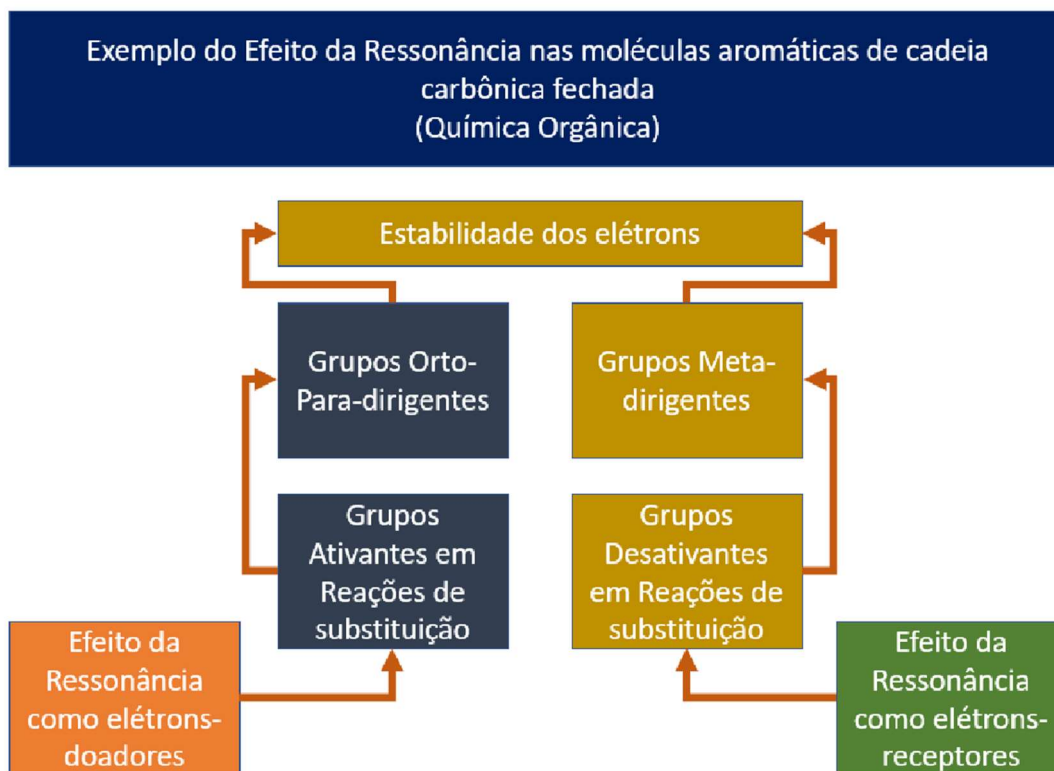 Exemplo do Efeito da Ressonância nas moléculas aromáticas de cadeia
carbônica fechada
(Química Orgânica)
Estabilidade dos elétrons
Grupos Orto-
Para-dirigentes
Grupos Meta-
dirigentes
Grupos
Ativantes em
Reações de
substituição
Grupos
Desativantes
em Reações de
substituição
Efeito da
Ressonância
como elétrons-
doadores
Efeito da
Ressonância
como elétrons-
receptores